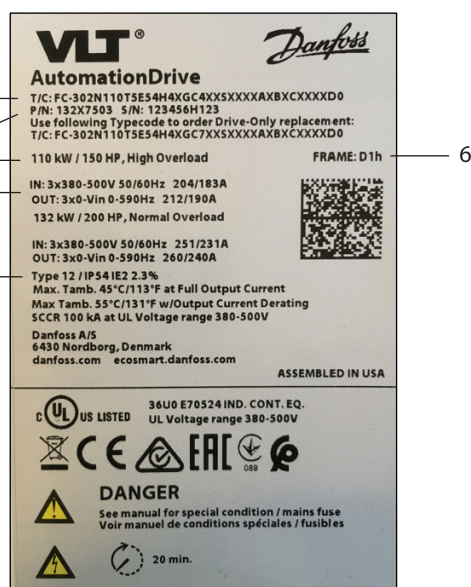 VLT®
Danfoss
AutomationDrive
T/C: FC-302N110T5E54H4XGC4XXSXXXXAXBXCXXXXD0
P/N: 132X7503 S/N: 123456H123
Use following Typecode to order Drive-Only replacement:
T/C: FC-302N110T5E54H4XGC7XXSXXXXAXBXCXXXXD0
110 kW / 150 HP, High Overload
FRAME: D1h
6
IN: 3x380-500V 50/60Hz 204/183A
OUT: 3x0-Vin 0-590Hz 212/190A
132 kW / 200 HP, Normal Overload
IN: 3x380-500V 50/60Hz 251/231A
OUT: 3x0-Vin 0-590Hz 260/240A
Type 12 / IP54 IE2 2.3%
Max. Tamb. 45°C/113°F at Full Output Current
Max Tamb. 55°C/131°F w/Output Current Derating
SCCR 100 kA at UL Voltage range 380-500V
Danfoss A/S
6430 Nordborg, Denmark
danfoss.com ecosmart.danfoss.com
ASSEMBLED IN USA
c UL US LISTED
36U0 E70524 IND. CONT. EQ.
UL Voltage range 380-500V
CE EAC
089
DANGER
See manual for special condition / mains fuse
Voir manuel de conditions spéciales / fusibles
20 min.